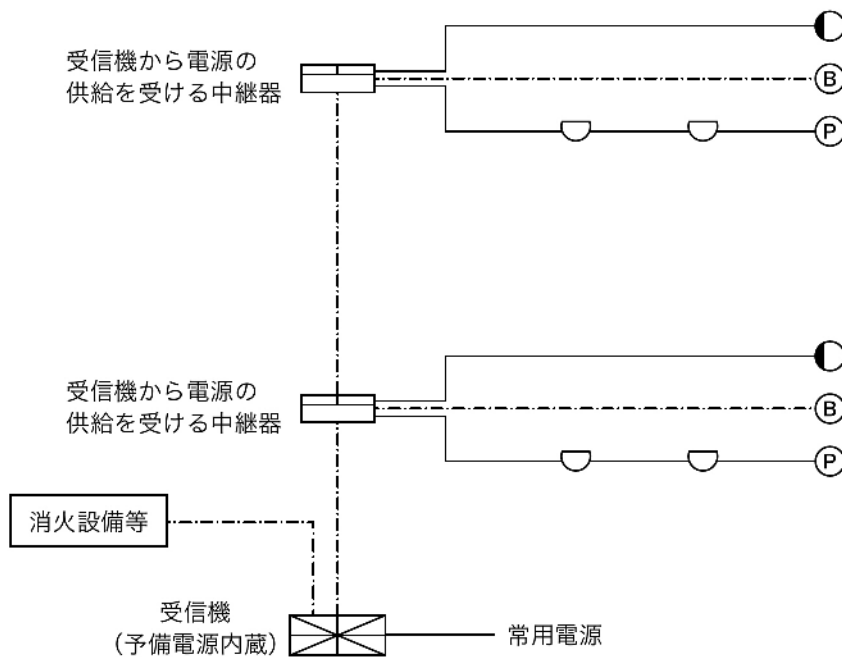 受信機から電源の
供給を受ける中継器
B
P
受信機から電源の
供給を受ける中継器
B
P
消火設備等
受信機
（予備電源内蔵）
常用電源